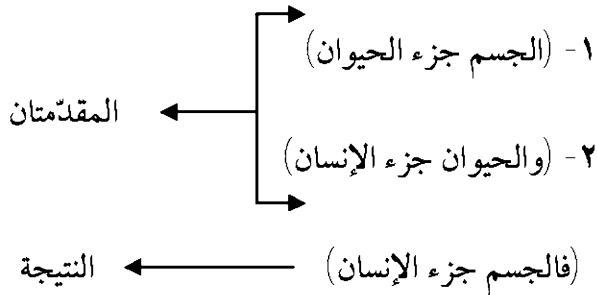 ١- (الجسم جزء الحيوان)
المقدّمتان
٢- (والحيوان جزء الإنسان)
(فالجسم جزء الإنسان)
النتيجة